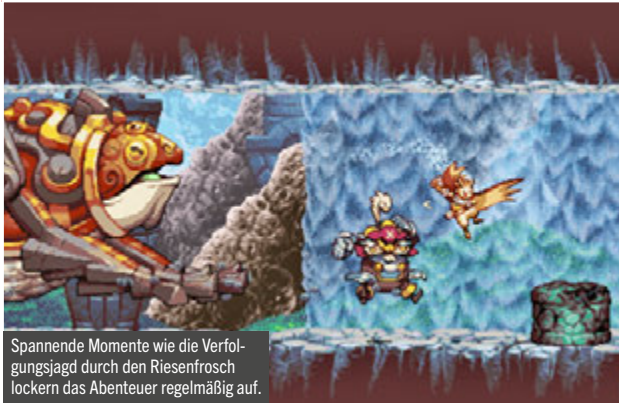 Spannende Momente wie die Verfol-
gungsjagd durch den Riesenfrosch
lockern das Abenteuer regelmäßig auf.